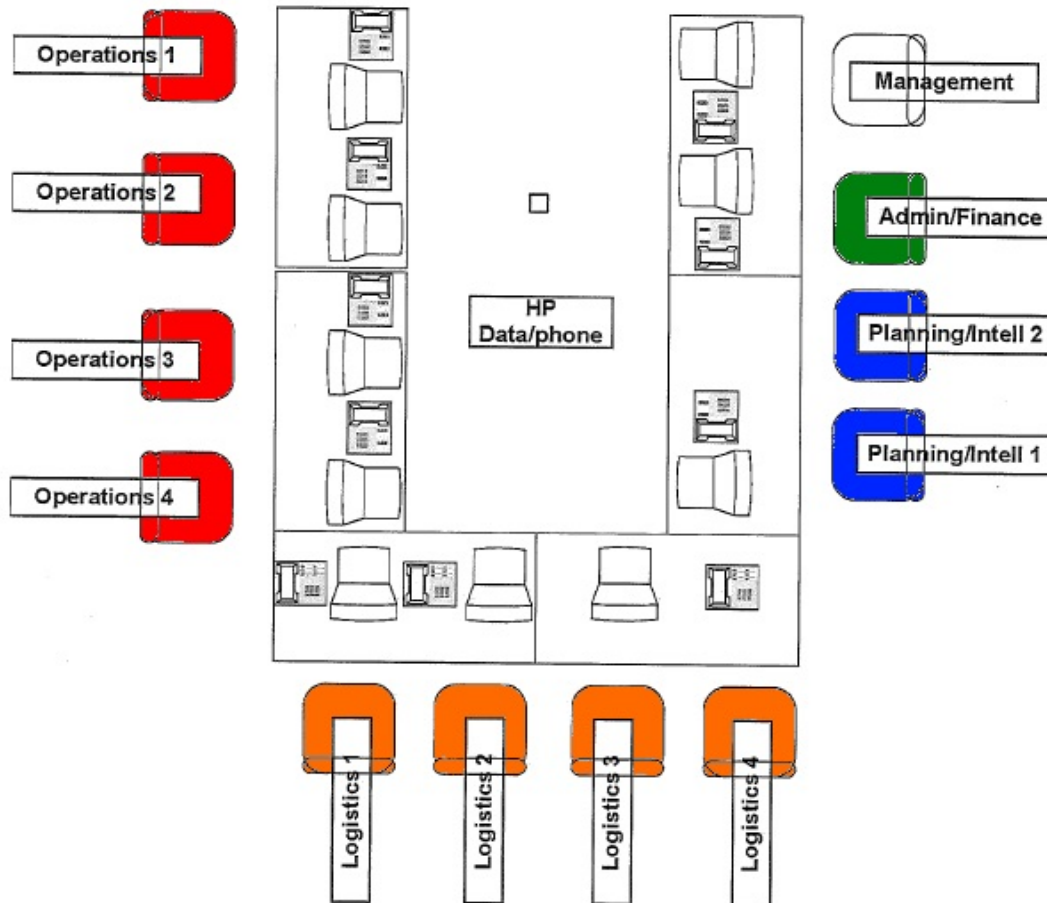 Operations 1
Management
Operations 2
Admin/Finance
HP
Data/phone
Planning/Intell 2
Operations 3
Planning/Intell 1
Operations 4
Logistics 1
Logistics 2
Logistics 3
Logistics 4